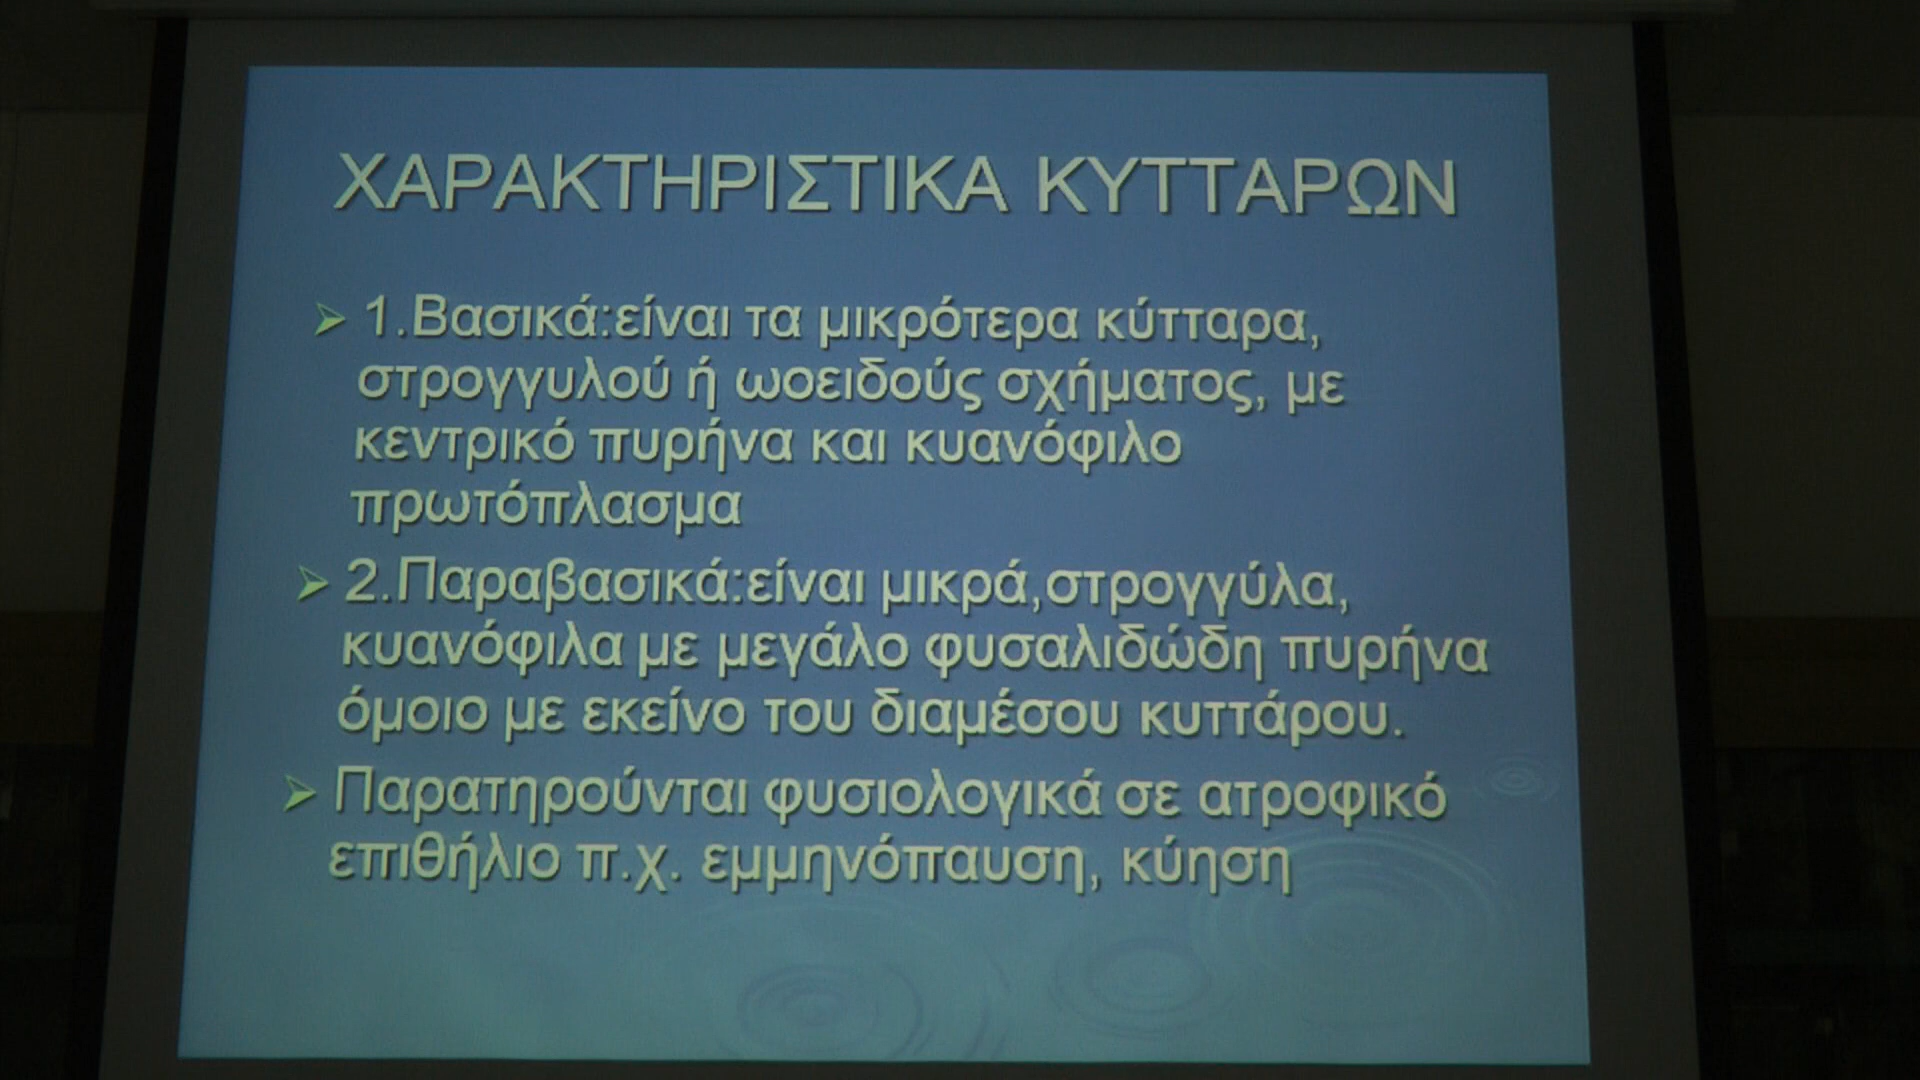 ΧΑΡΑΚΤΗΡΙΣΤΙΚΑ ΚΥΤΤΑΡΩΝ
➢ 1.Βασικά:είναι τα μικρότερα κύτταρα,
στρογγυλού ή ωοειδούς σχήματος, με
κεντρικό πυρήνα και κυανόφιλο
πρωτόπλασμα
➢ 2.Παραβασικά:είναι μικρά,στρογγύλα,
κυανόφιλα με μεγάλο φυσαλιδώδη πυρήνα
όμοιο με εκείνο του διαμέσου κυττάρου.
➢ Παρατηρούνται φυσιολογικά σε ατροφικό
επιθήλιο π.χ. εμμηνόπαυση, κύηση